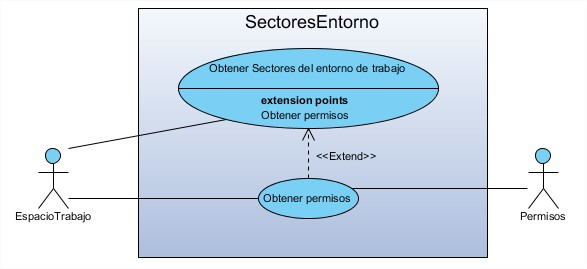 SectoresEntorno
Obtener Sectores del entorno de trabajo
extension points
Obtener permisos
<<Extend>>
Obtener permisos
EspacioTrabajo
Permisos